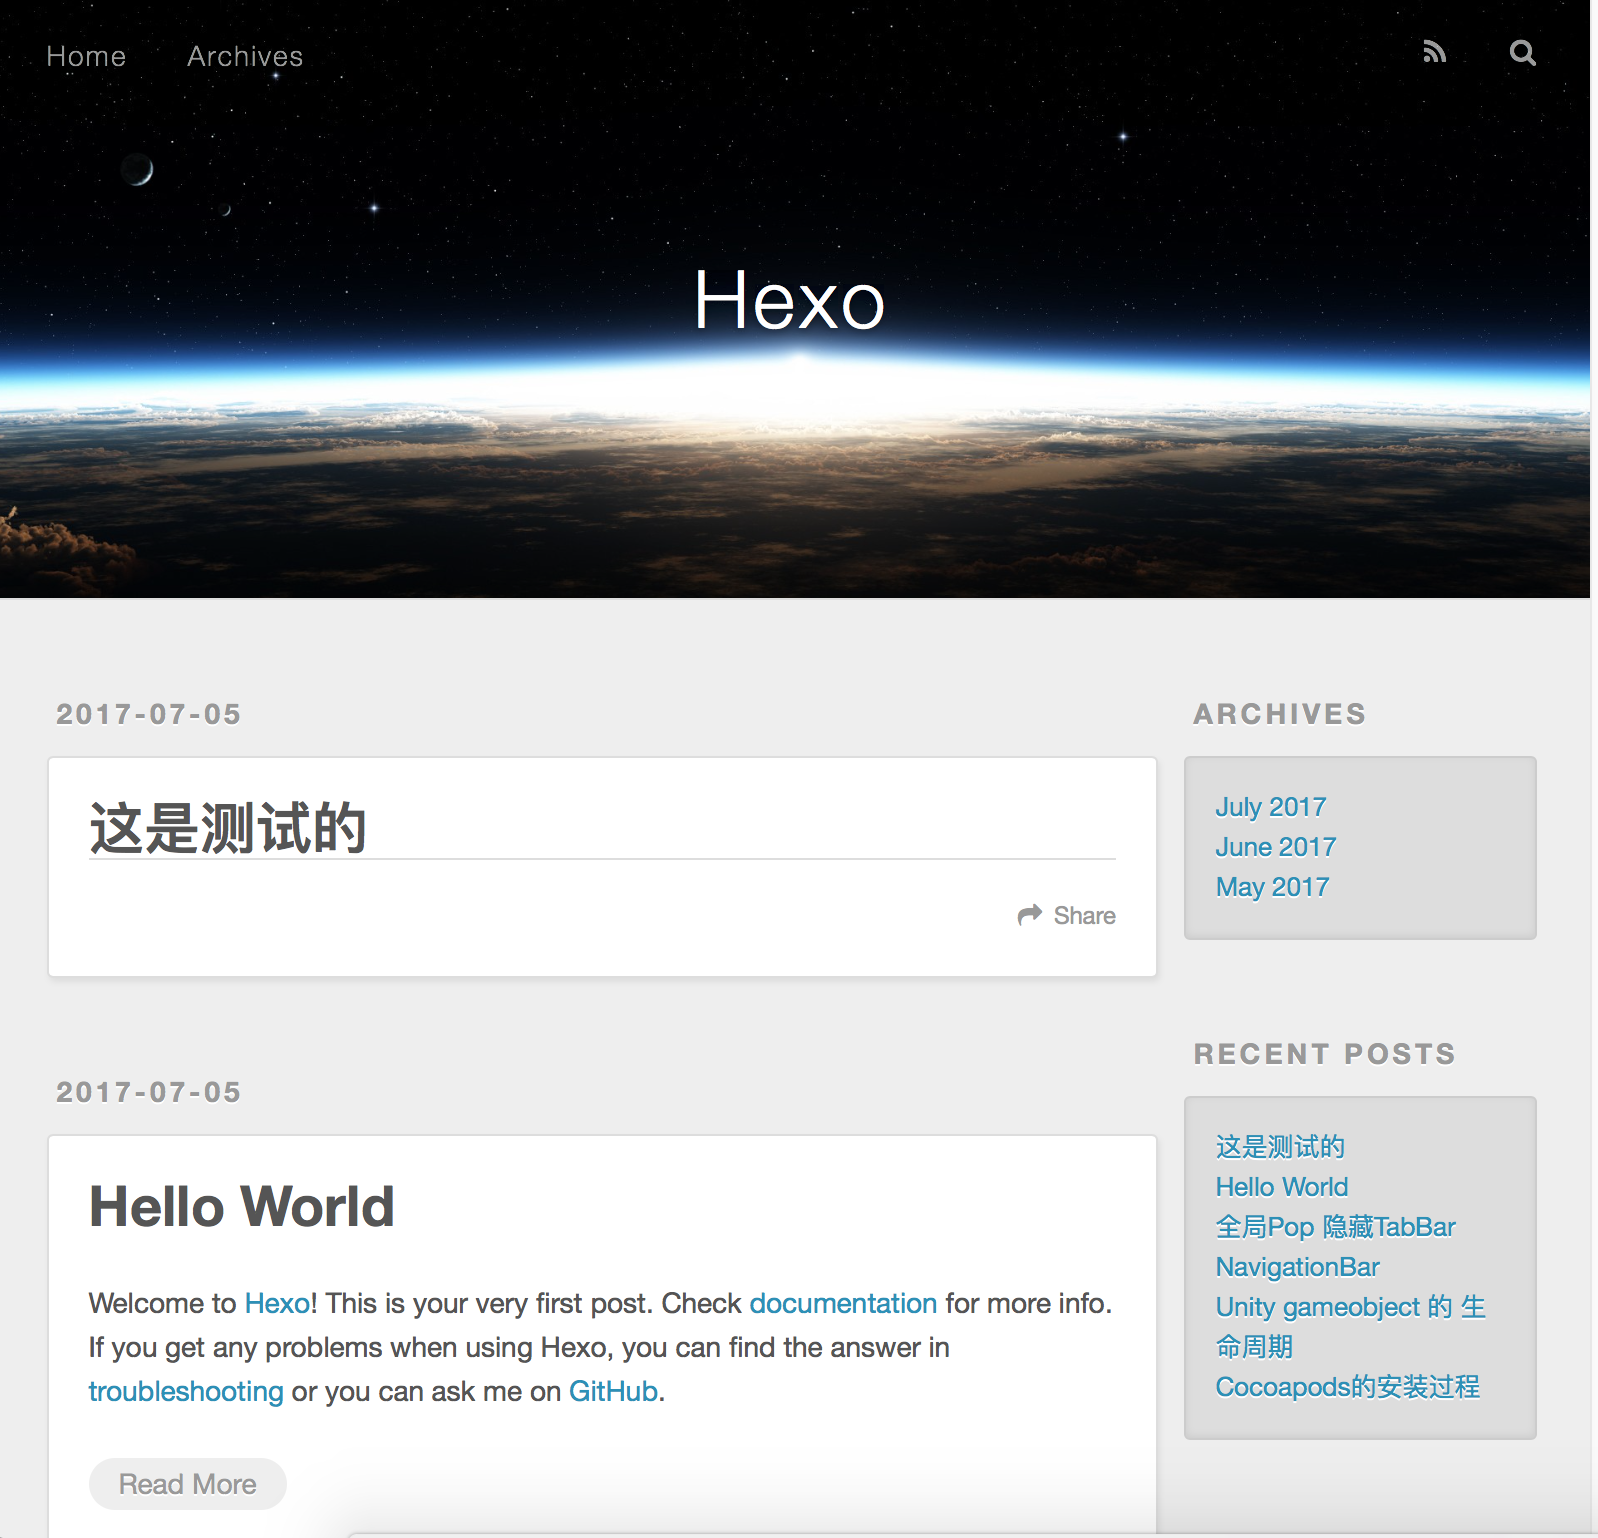 Home
Archives
Hexo
2017-07-05
这是测试的
Share
2017-07-05
Hello World
Welcome to Hexo! This is your very first post. Check documentation for more info.
If you get any problems when using Hexo, you can find the answer in
troubleshooting or you can ask me on GitHub.
Read More
ARCHIVES
July 2017
June 2017
May 2017
RECENT POSTS
这是测试的
Hello World
全局Pop 隐藏TabBar
NavigationBar
Unity gameobject 的 生
命周期
Cocoapods的安装过程